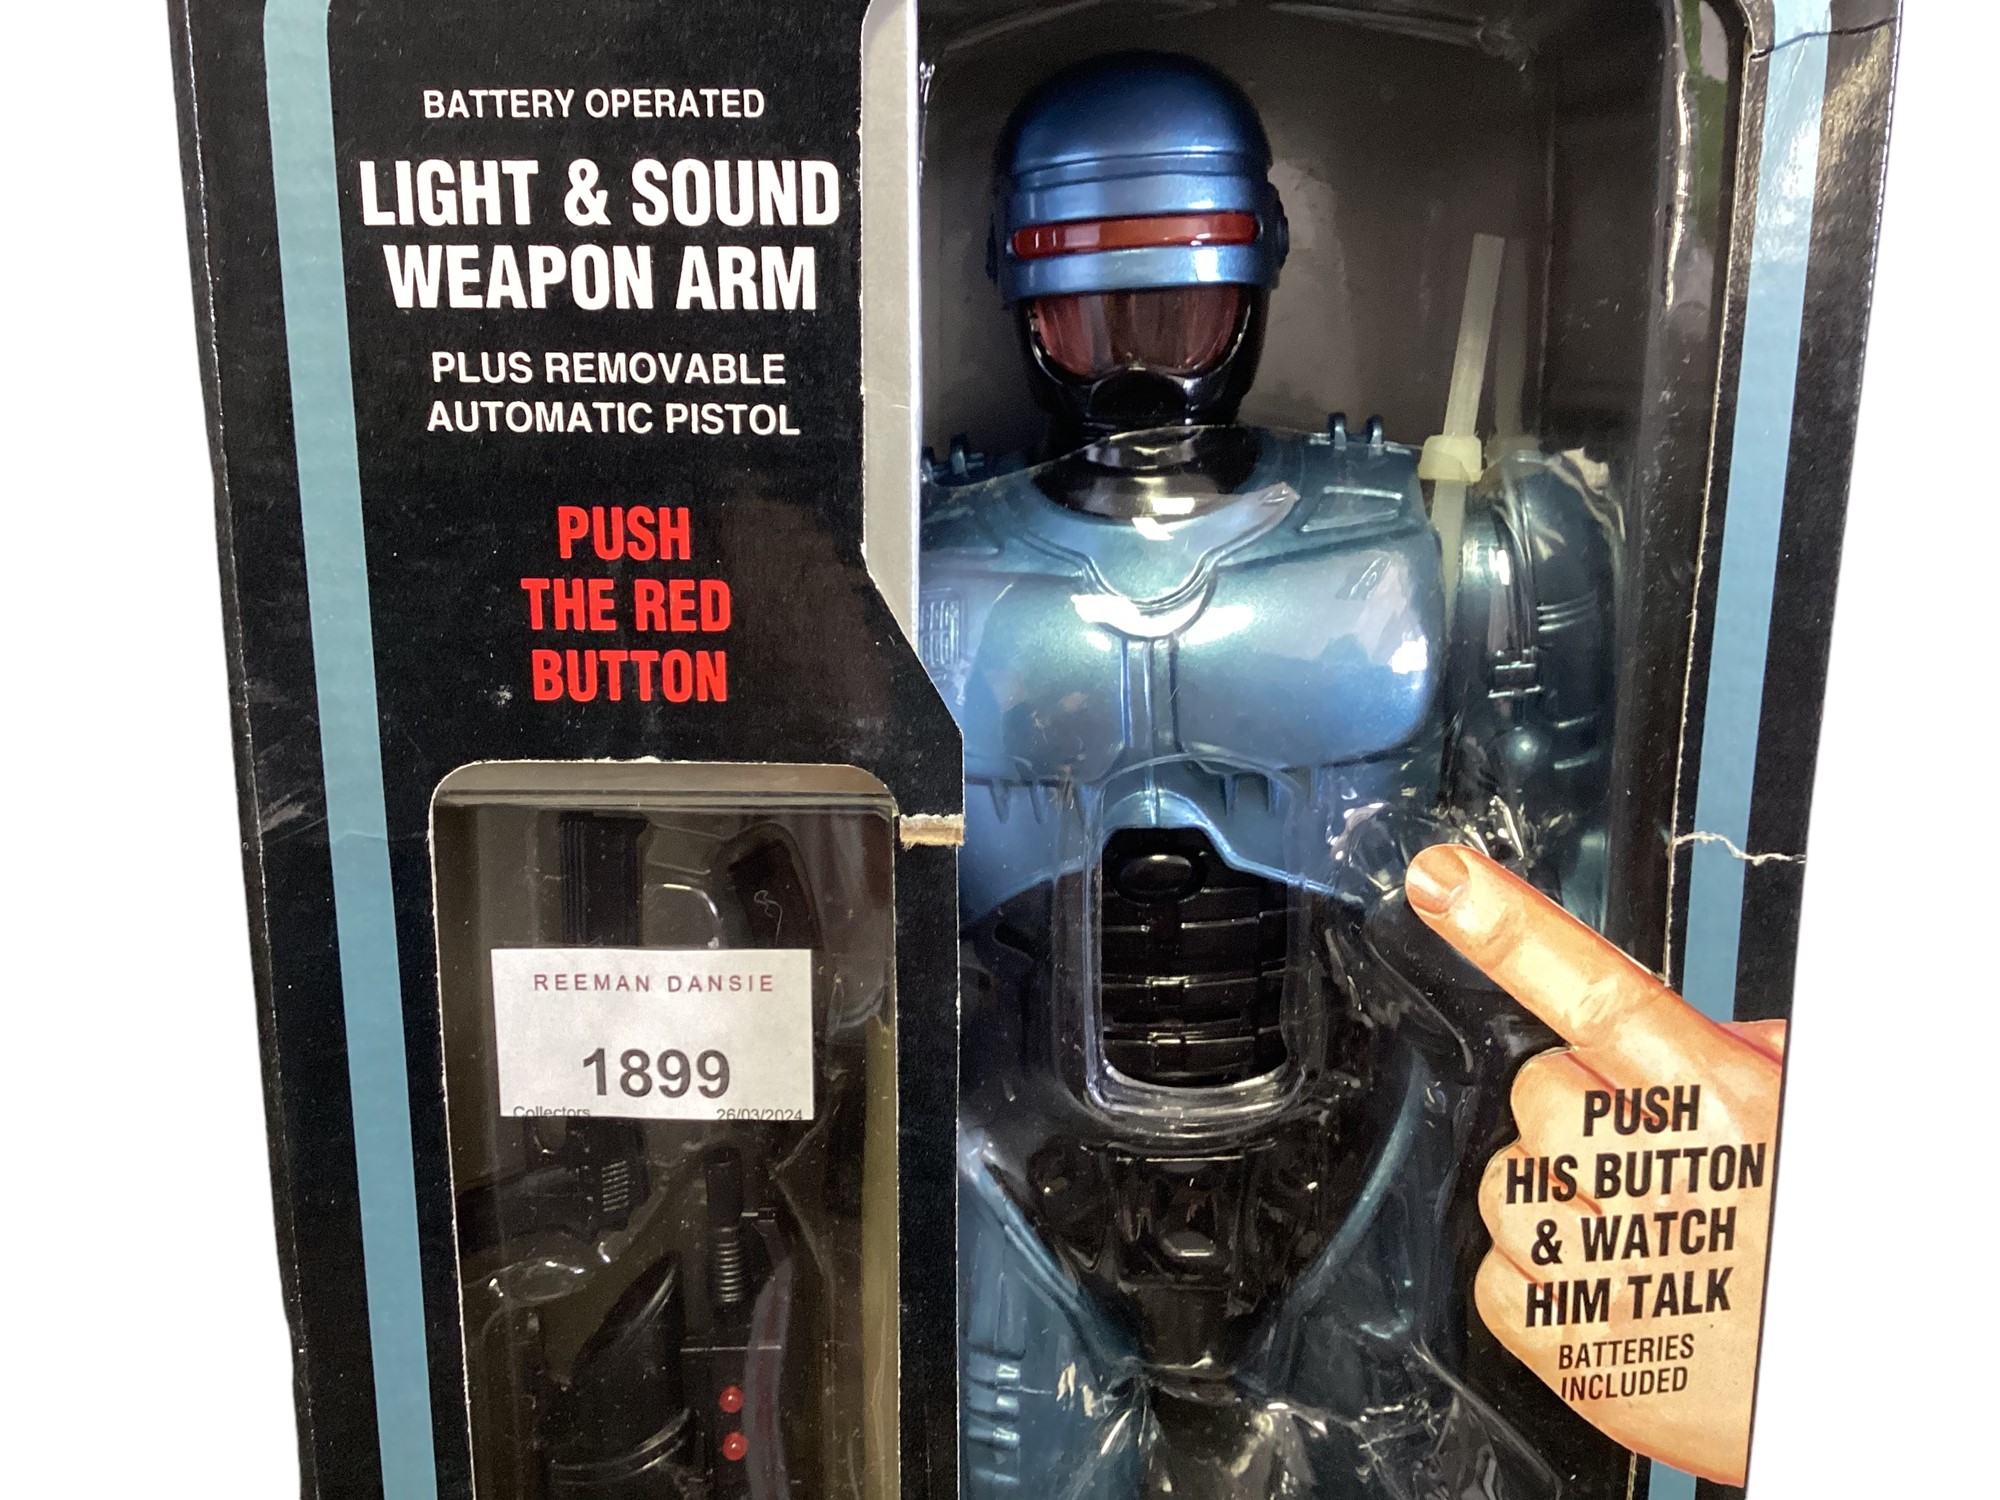 BATTERY OPERATED
LIGHT & SOUND
WEAPON ARM
PLUS REMOVABLE
AUTOMATIC PISTOL
PUSH
THE RED
BUTTON
REEMAN DANSIE
1899
Collectors 26/03/2024
PUSH
HIS BUTTON
& WATCH
HIM TALK
BATTERIES
INCLUDED